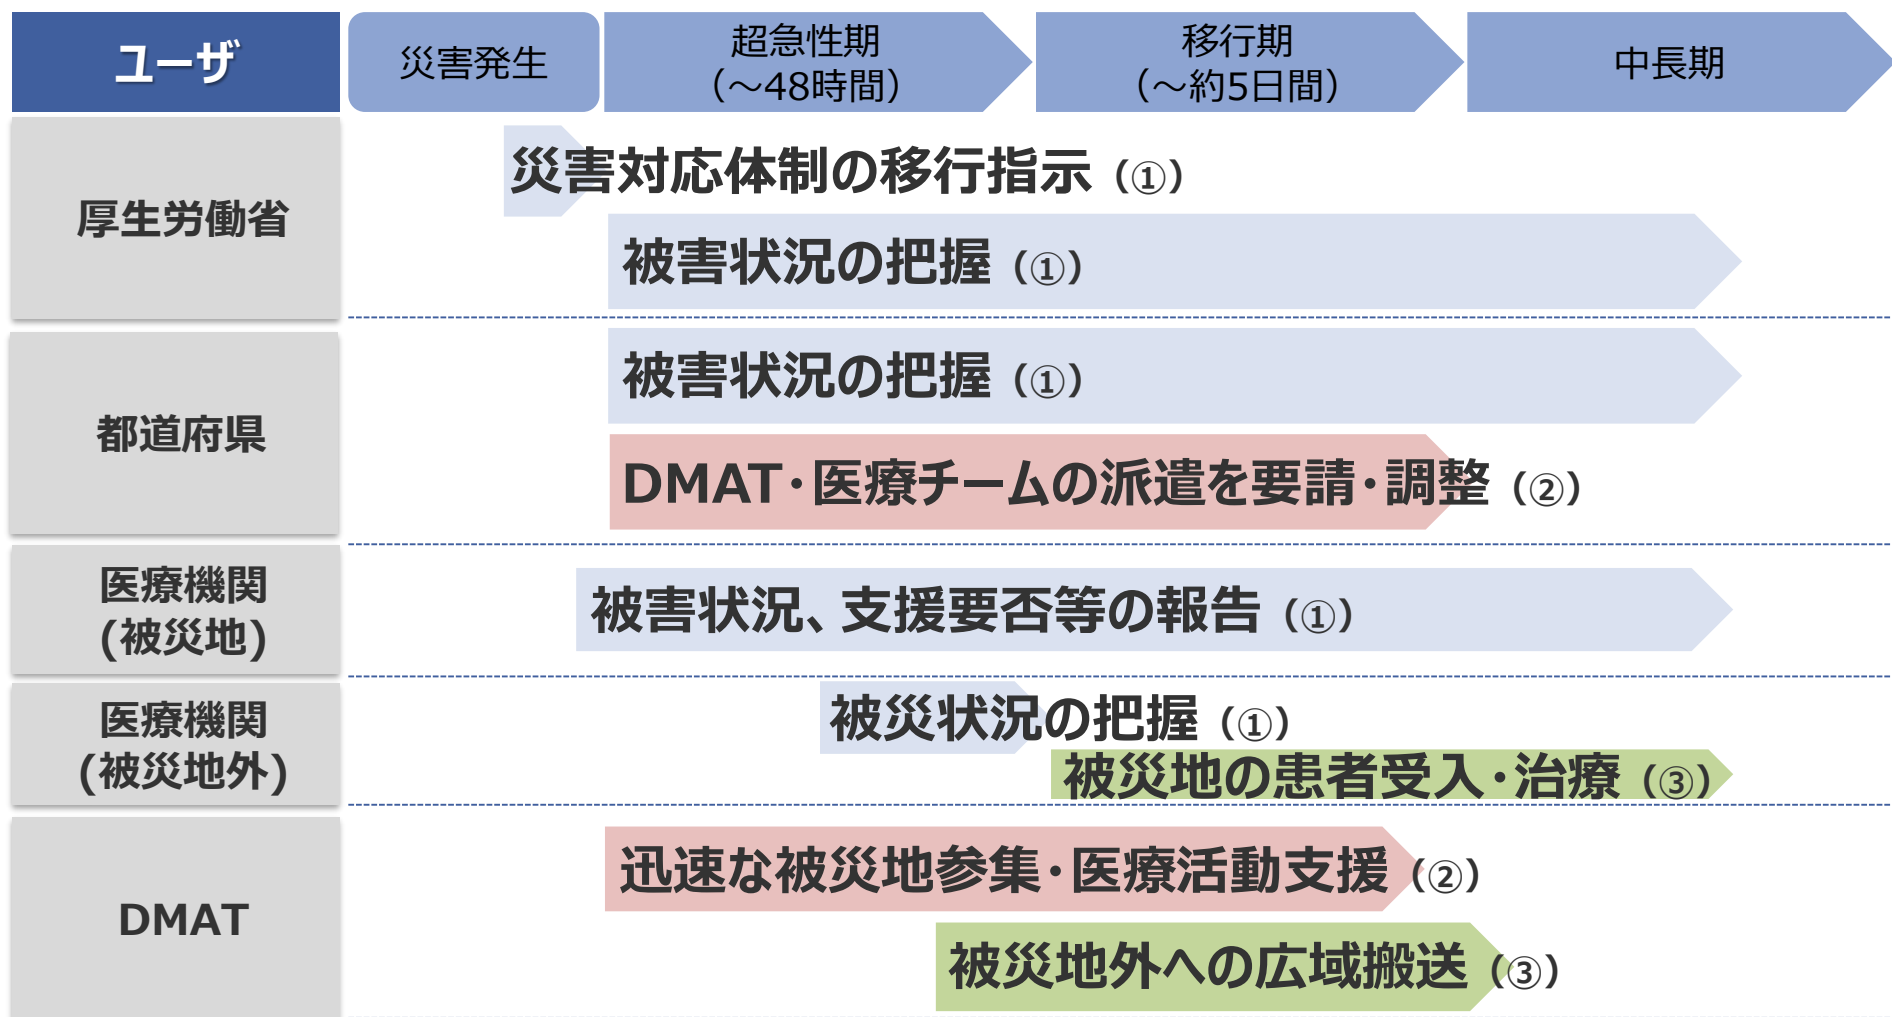 ユーザ
災害発生
超急性期
（～48時間）
移行期
（～約5日間）
中長期
厚生労働省
災害対応体制の移行指示（①）
被害状況の把握（①）
都道府県
被害状況の把握（①）
DMAT・医療チームの派遣を要請・調整（②）
医療機関
(被災地)
被害状況、支援要否等の報告（①）
医療機関
(被災地外)
被災状況の把握（①）
被災地の患者受入・治療（③）
DMAT
迅速な被災地参集・医療活動支援（②）
被災地外への広域搬送（③）